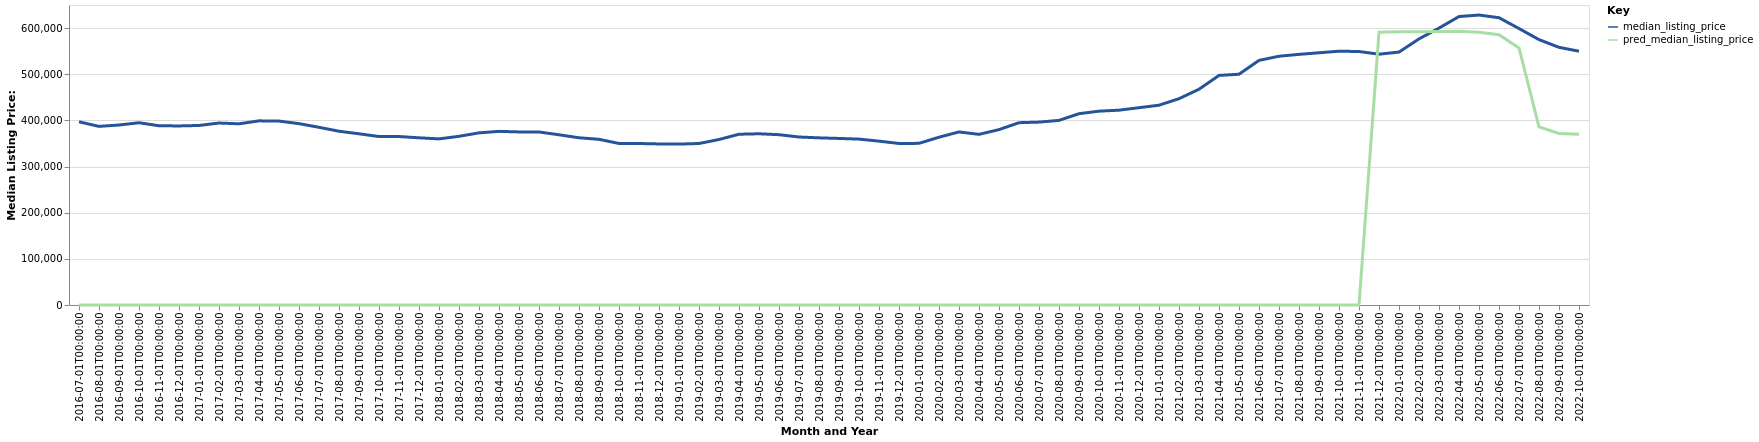 Key
median_listing_price
pred_median_listing_price
Median Listing Price:
600,000
500,000
400,000
300,000
200,000
100,000
0
2016-07-01T00:00:00
2016-08-01T00:00:00
2016-09-01T00:00:00
2016-10-01T00:00:00
2016-11-01T00:00:00
2016-12-01T00:00:00
2017-01-01T00:00:00
2017-02-01T00:00:00
2017-03-01T00:00:00
2017-04-01T00:00:00
2017-05-01T00:00:00
2017-06-01T00:00:00
2017-07-01T00:00:00
2017-08-01T00:00:00
2017-09-01T00:00:00
2017-10-01T00:00:00
2017-11-01T00:00:00
2017-12-01T00:00:00
2018-01-01T00:00:00
2018-02-01T00:00:00
2018-03-01T00:00:00
2018-04-01T00:00:00
2018-05-01T00:00:00
2018-06-01T00:00:00
2018-07-01T00:00:00
2018-08-01T00:00:00
2018-09-01T00:00:00
2018-10-01T00:00:00
2018-11-01T00:00:00
2018-12-01T00:00:00
2019-01-01T00:00:00
2019-02-01T00:00:00
2019-03-01T00:00:00
2019-04-01T00:00:00
2019-05-01T00:00:00
2019-06-01T00:00:00
2019-07-01T00:00:00
2019-08-01T00:00:00
2019-09-01T00:00:00
2019-10-01T00:00:00
2019-11-01T00:00:00
2019-12-01T00:00:00
2020-01-01T00:00:00
2020-02-01T00:00:00
2020-03-01T00:00:00
2020-04-01T00:00:00
2020-05-01T00:00:00
2020-06-01T00:00:00
2020-07-01T00:00:00
2020-08-01T00:00:00
2020-09-01T00:00:00
2020-10-01T00:00:00
2020-11-01T00:00:00
2020-12-01T00:00:00
2021-01-01T00:00:00
2021-02-01T00:00:00
2021-03-01T00:00:00
2021-04-01T00:00:00
2021-05-01T00:00:00
2021-06-01T00:00:00
2021-07-01T00:00:00
2021-08-01T00:00:00
2021-09-01T00:00:00
2021-10-01T00:00:00
2021-11-01T00:00:00
2021-12-01T00:00:00
2022-01-01T00:00:00
2022-02-01T00:00:00
2022-03-01T00:00:00
2022-04-01T00:00:00
2022-05-01T00:00:00
2022-06-01T00:00:00
2022-07-01T00:00:00
2022-08-01T00:00:00
2022-09-01T00:00:00
2022-10-01T00:00:00
Month and Year